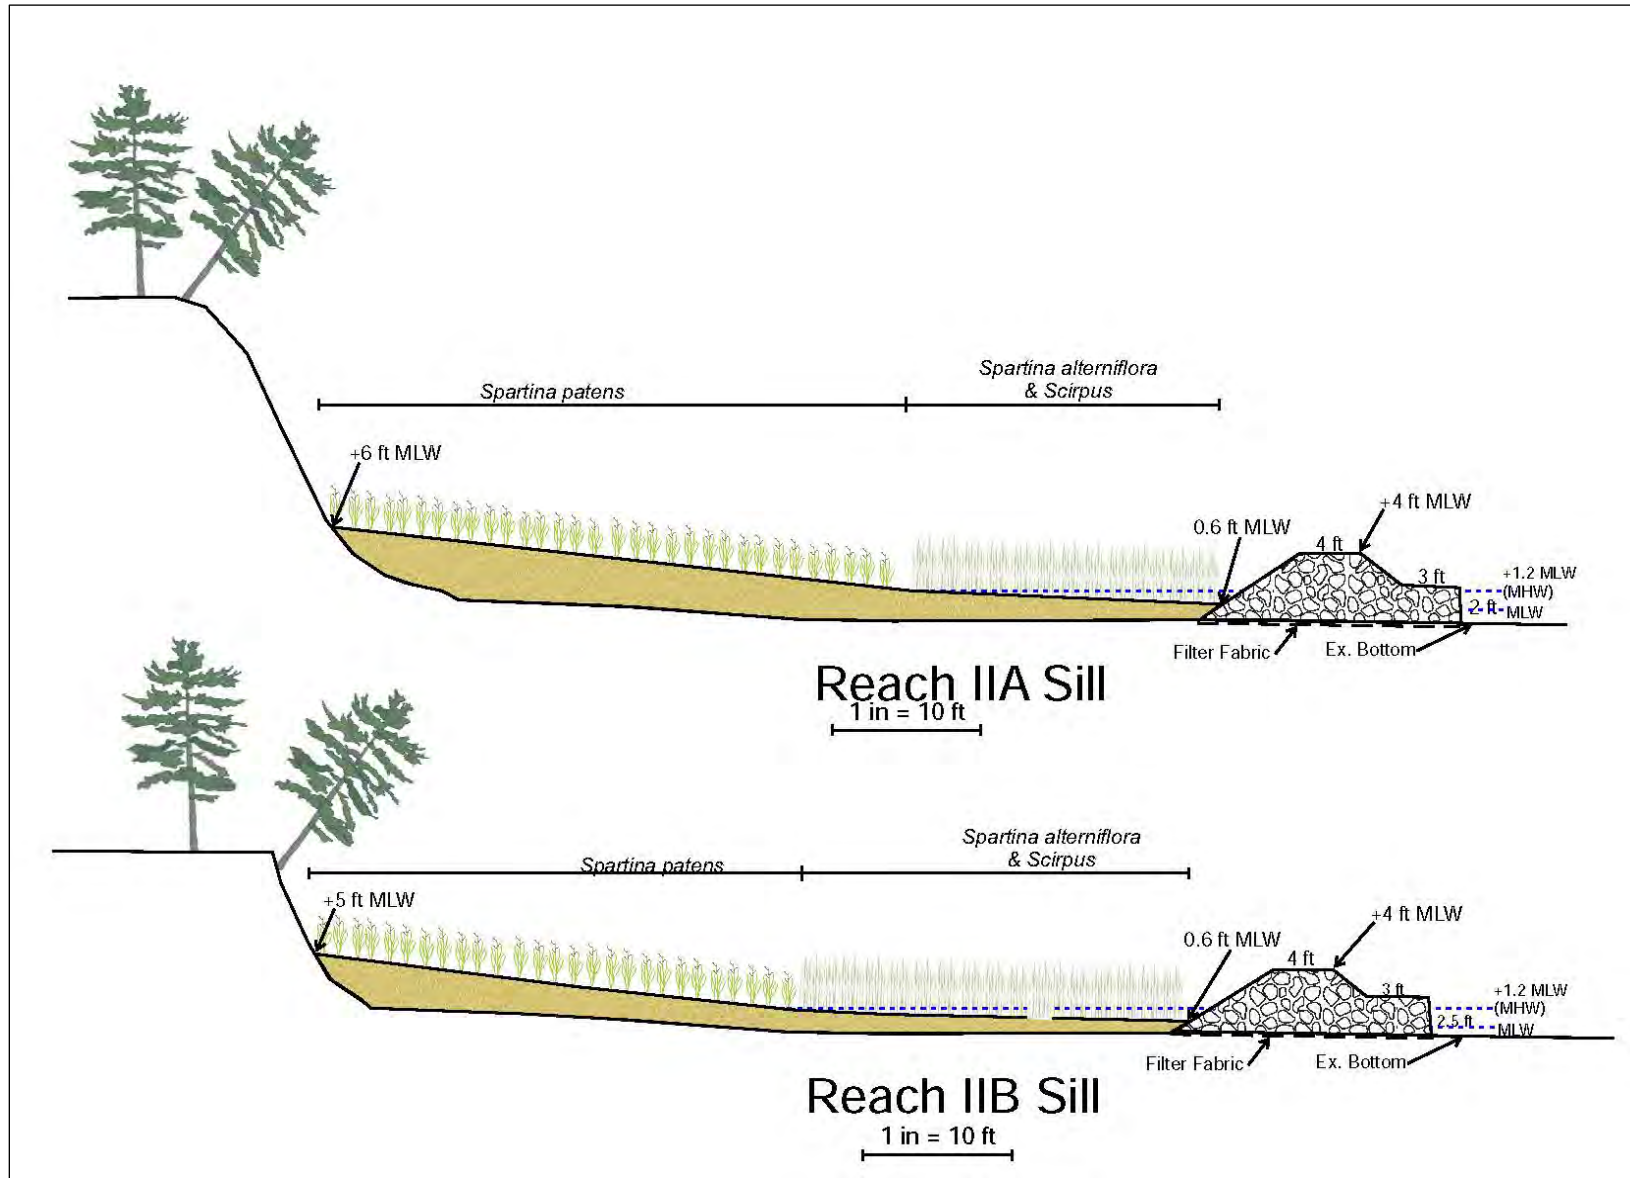 Spartina alterniflora
& Scirpus
Spartina patens
+6 ft MLW
+4 ft MLW
0.6 ft MLW
4 ft
3 ft
+1.2 MLW
(MHW)
2 ft
MLW
Filter Fabric
Ex. Bottom
Reach IIA Sill
1 in = 10 ft
Spartina alterniflora
& Scirpus
Spartina patens
+5 ft MLW
+4 ft MLW
0.6 ft MLW
4 ft
3 ft
+1.2 MLW
(MHW)
2.5 ft
MLW
Filter Fabric
Ex. Bottom
Reach IIB Sill
1 in = 10 ft